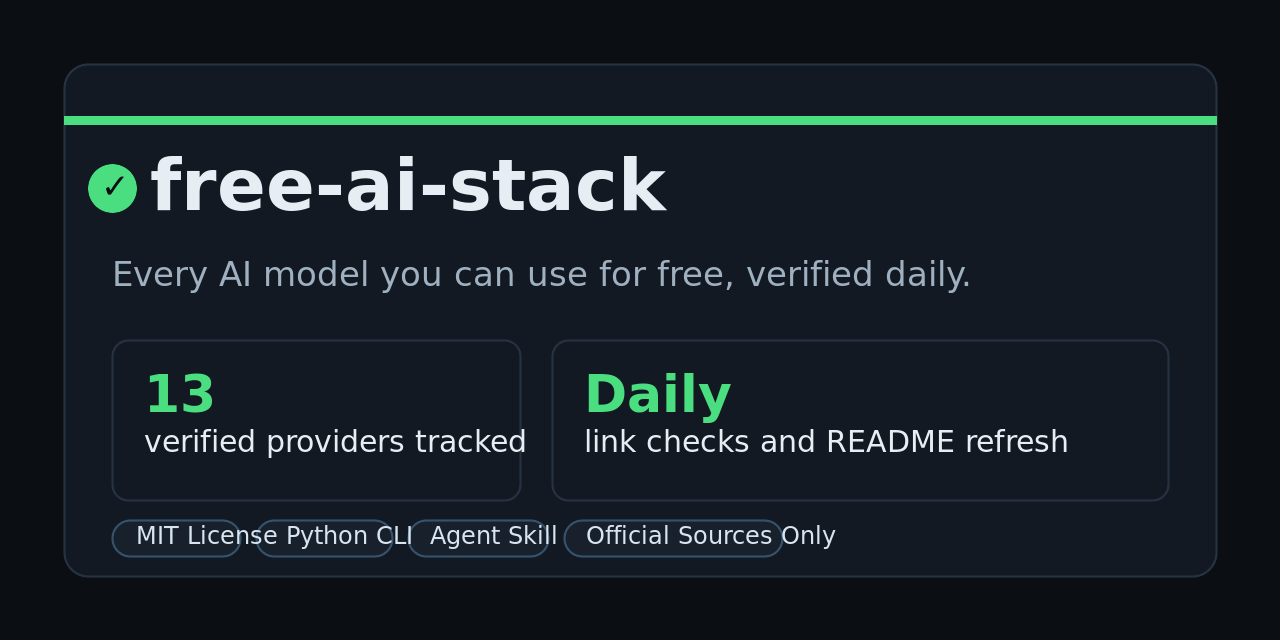 ✓ free-ai-stack
Every AI model you can use for free, verified daily.
13
verified providers tracked
Daily
link checks and README refresh
MIT License Python CLI Agent Skill Official Sources Only